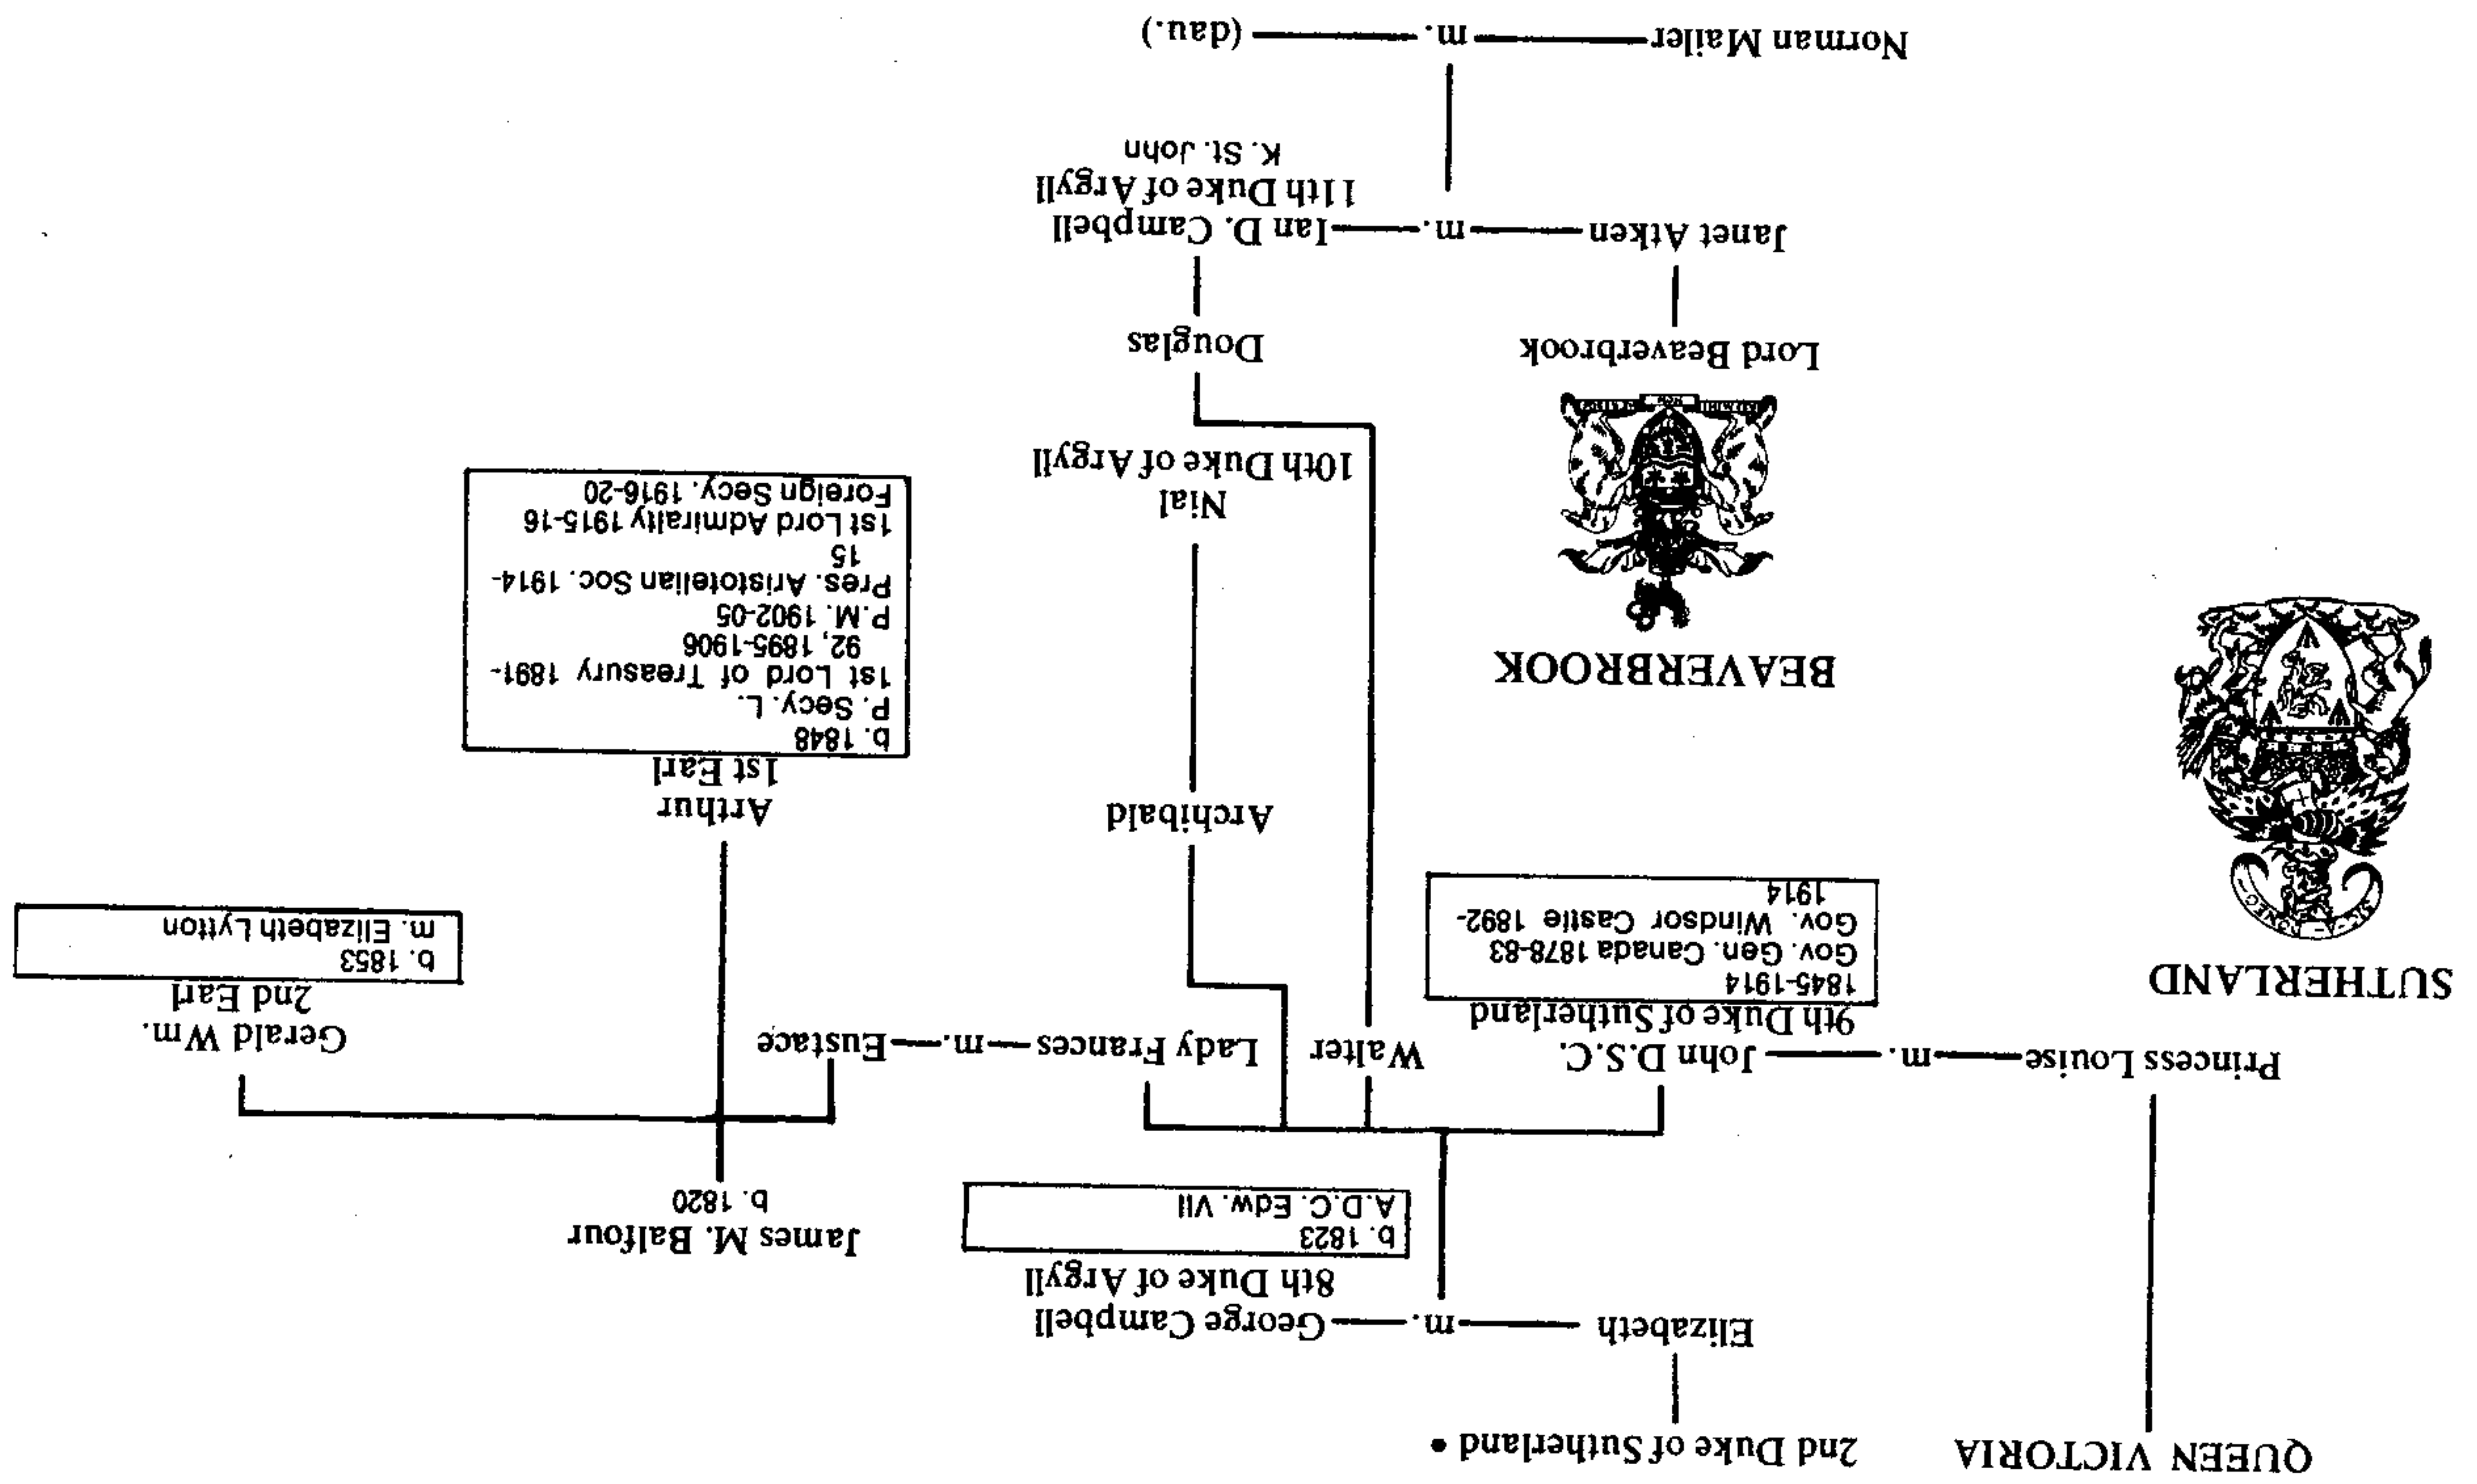 QUEEN VICTORIA
2nd Duke of Sutherland •
Elizabeth — m. — George Campbell
8th Duke of Argyll
b. 1823
A.D.C. Edw. VII
James M. Balfour
b. 1820
Princess Louise — m. — John D.S.C.
9th Duke of Sutherland
1845-1914
Gov. Gen. Canada 1878-83
Gov. Windsor Castle 1892-
1914
Walter
Lady Frances — m. — Eustace
Gerald Wm.
2nd Earl
b. 1853
m. Elizabeth Lytton
SUTHERLAND
Archibald
Arthur
1st Earl
b. 1848
P. Secy. L.
1st Lord of Treasury 1891-
92, 1895-1906
P.M. 1902-05
Pres. Aristotelian Soc. 1914-
15
1st Lord Admiralty 1915-16
Foreign Secy. 1916-20
BEAVERBROOK
Nial
10th Duke of Argyll
Lord Beaverbrook
Douglas
Janet Atken — m. — Ian D. Campbell
11th Duke of Argyll
K. St. John
Norman Mailer — m. — (dau.)